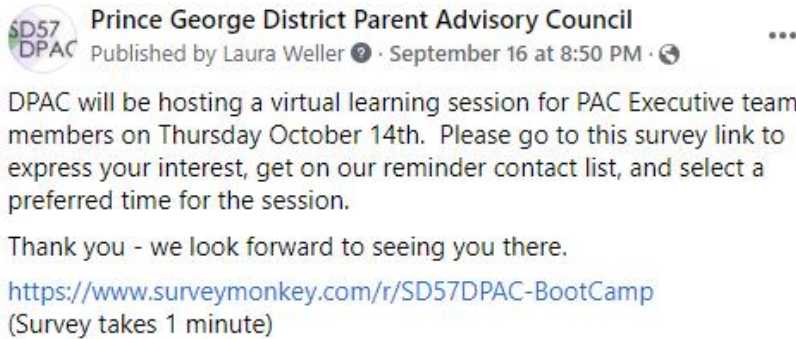 SD57
DPAC
Prince George District Parent Advisory Council
Published by Laura Weller · September 16 at 8:50 PM ·
DPAC will be hosting a virtual learning session for PAC Executive team
members on Thursday October 14th.  Please go to this survey link to
express your interest, get on our reminder contact list, and select a
preferred time for the session.
Thank you - we look forward to seeing you there.
https://www.surveymonkey.com/r/SD57DPAC-BootCamp
(Survey takes 1 minute)